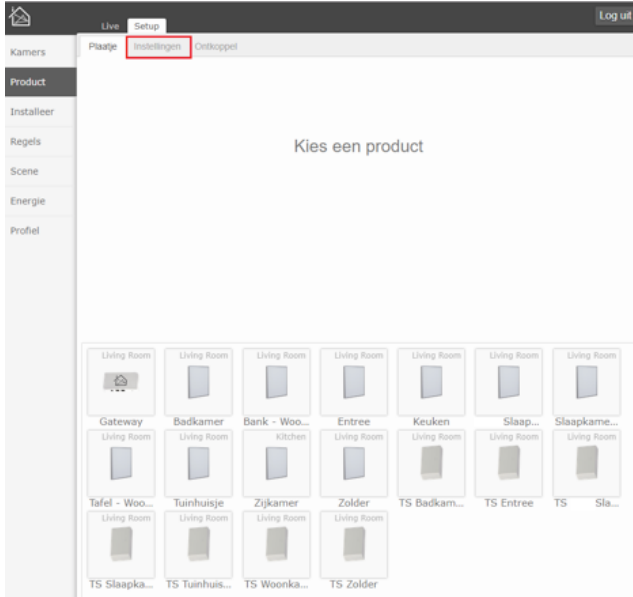 Live Setup Log uit
Plaatje Instellingen Ontkoppel
Kamers
Product
Installeer
Regels
Scene
Energie
Profiel
Kies een product
Living Room Living Room Living Room Living Room Living Room Living Room Living Room
Gateway Badkamer Bank - Woo... Entree Keuken Slaap... Slaapkame...
Living Room Living Room Kitchen Living Room Living Room Living Room Living Room
Tafel - Woo... Tuinhuisje Zijkamer Zolder TS Badkam... TS Entree TS Sla...
Living Room Living Room Living Room Living Room
TS Slaapka... TS Tuinhuis... TS Woonka... TS Zolder